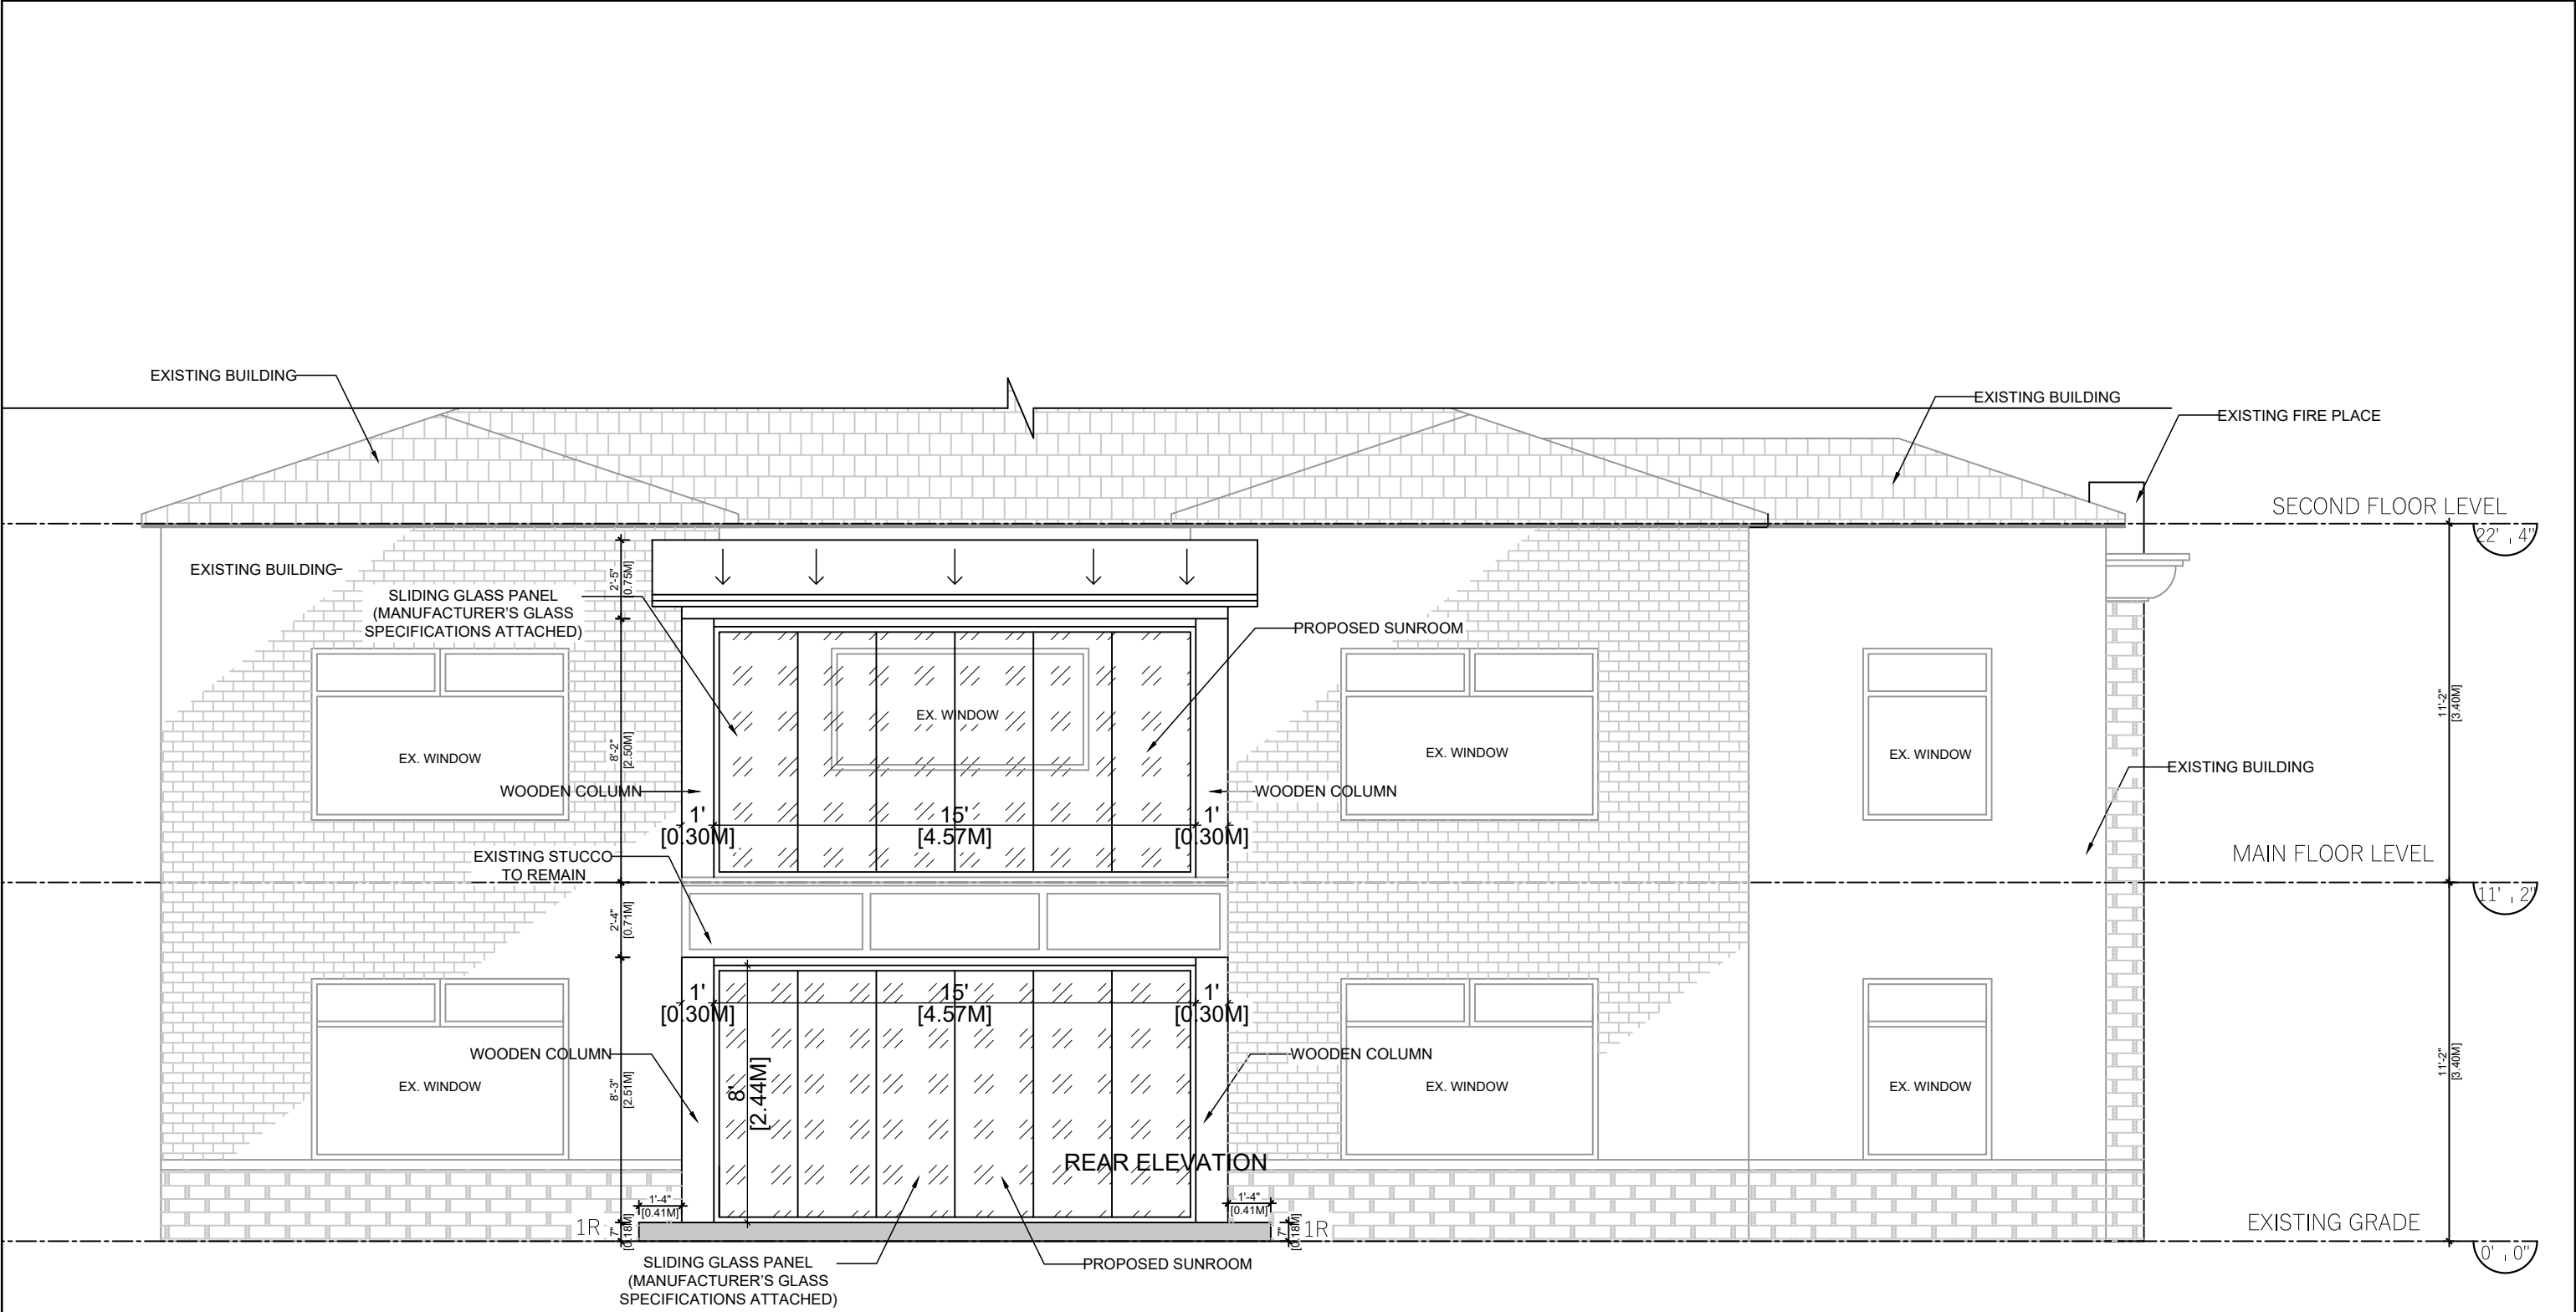 EXISTING BUILDING
EXISTING BUILDING
EXISTING FIRE PLACE
SECOND FLOOR LEVEL
22' , 4"
EXISTING BUILDING
2'-5"
[0.75M]
SLIDING GLASS PANEL
(MANUFACTURER'S GLASS
SPECIFICATIONS ATTACHED)
PROPOSED SUNROOM
EX. WINDOW
EX. WINDOW
EX. WINDOW
EX. WINDOW
8'-2"
[2.50M]
11'-2"
[3.40M]
EXISTING BUILDING
WOODEN COLUMN
WOODEN COLUMN
1'
[0.30M]
15'
[4.57M]
1'
[0.30M]
EXISTING STUCCO
TO REMAIN
MAIN FLOOR LEVEL
11' , 2"
2'-4"
[0.71M]
1'
[0.30M]
15'
[4.57M]
1'
[0.30M]
WOODEN COLUMN
WOODEN COLUMN
8'-3"
[2.51M]
8'
[2.44M]
11'-2"
[3.40M]
EX. WINDOW
EX. WINDOW
EX. WINDOW
REAR ELEVATION
1'-4"
[0.41M]
1'-4"
[0.41M]
1R
7"
[0.18M]
7"
[0.18M]
1R
EXISTING GRADE
0' , 0"
SLIDING GLASS PANEL
(MANUFACTURER'S GLASS
SPECIFICATIONS ATTACHED)
PROPOSED SUNROOM